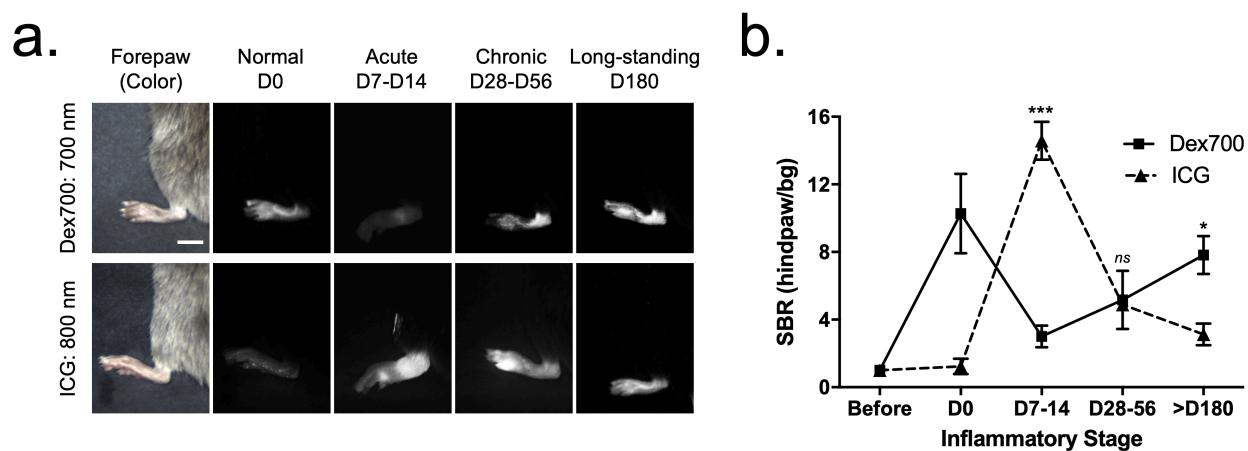 a.
Forepaw
(Color)
Normal
D0
Acute
D7-D14
Chronic
D28-D56
Long-standing
D180
Dex700: 700 nm
ICG: 800 nm
b.
SBR (hindpaw/bg)
16
12
8
4
0
***
ns
*
Dex700
ICG
Before
D0
D7-14
D28-56
>D180
Inflammatory Stage